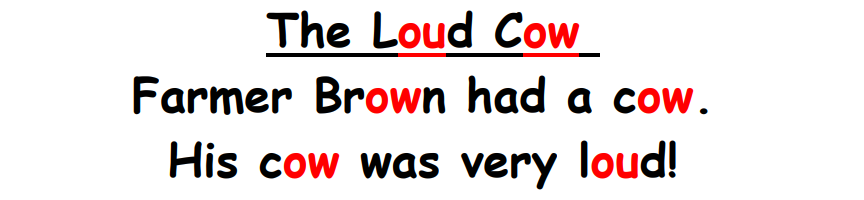 The Loud Cow
Farmer Brown had a cow.
His cow was very loud!